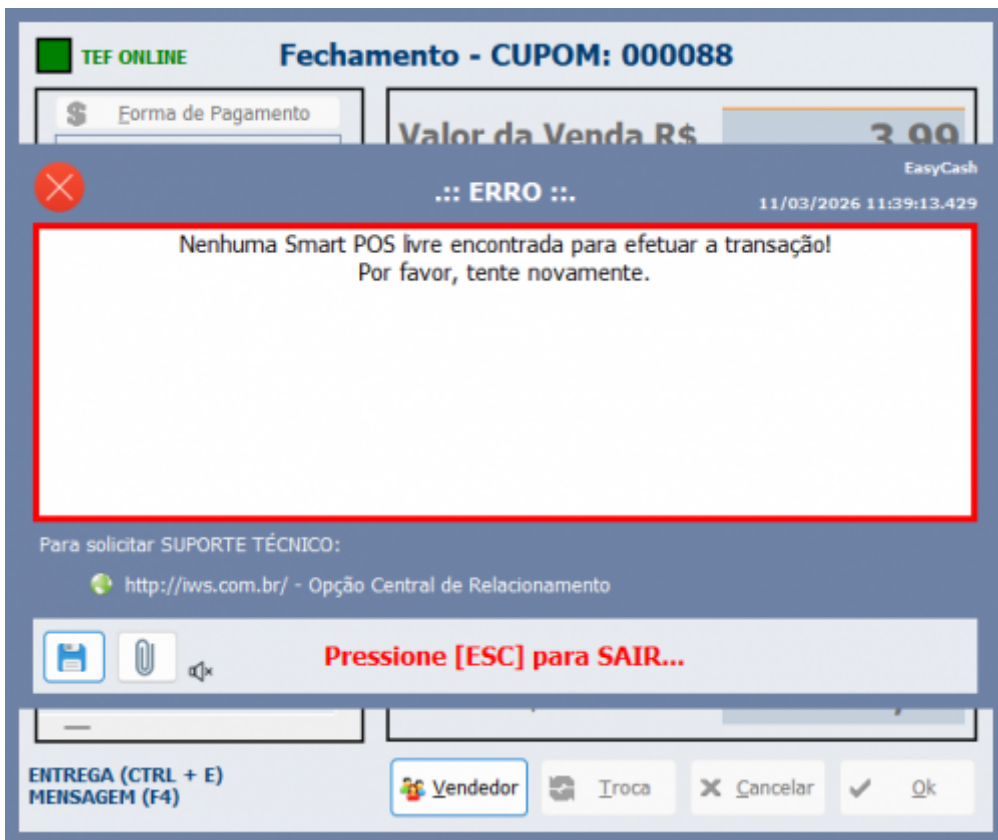 TEF ONLINE
Fechamento - CUPOM: 000088
Forma de Pagamento
Valor da Venda R$
3,99
EasyCash
.:: ERRO ::.
11/03/2026 11:39:13.429
Nenhuma Smart POS livre encontrada para efetuar a transação!
Por favor, tente novamente.
Para solicitar SUPORTE TÉCNICO:
http://iws.com.br/ - Opção Central de Relacionamento
Pressione [ESC] para SAIR...
ENTREGA (CTRL + E)
MENSAGEM (F4)
Vendedor
Troca
Cancelar
Ok